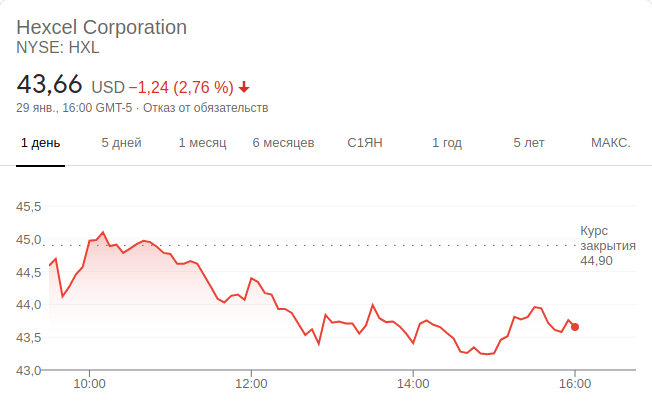 Hexcel Corporation
NYSE: HXL
43,66 USD −1,24 (2,76 %)
29 янв., 16:00 GMT-5 · Отказ от обязательств
1 день 5 дней 1 месяц 6 месяцев С1ЯН 1 год 5 лет МАКС.
45,5
45,0
44,5
44,0
43,5
43,0
Курс
закрытия
44,90
10:00 12:00 14:00 16:00